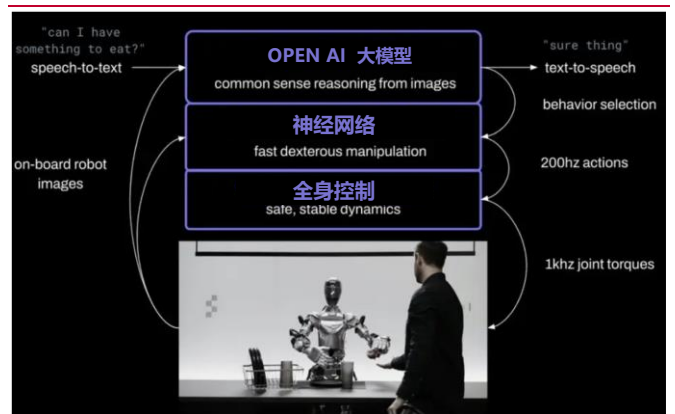 "can I have
something to eat?"
speech-to-text
on-board robot
images
OPEN AI 大模型
common sense reasoning from images
神经网络
fast dexterous manipulation
全身控制
safe, stable dynamics
"sure thing"
text-to-speech
behavior selection
200hz actions
1khz joint torques